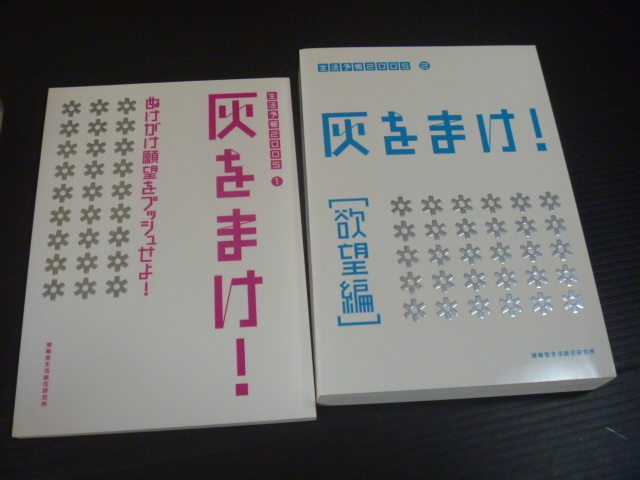 生活予報2005 1
灰をまけ!
ぬけがけ願望をプッシュせよ!
博報堂生活総合研究所
生活予報2005 2
灰をまけ!
[欲望編]
博報堂生活総合研究所